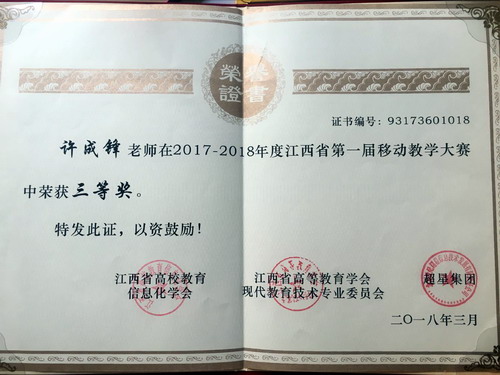 榮譽
證書
证书编号：93173601018
许成锋老师在2017-2018年度江西省第一届移动教学大赛
中荣获三等奖。
特发此证，以资鼓励！
江西省高校教育 江西省高等教育学会 超星集团
信息化学会 现代教育技术专业委员会
二〇一八年三月